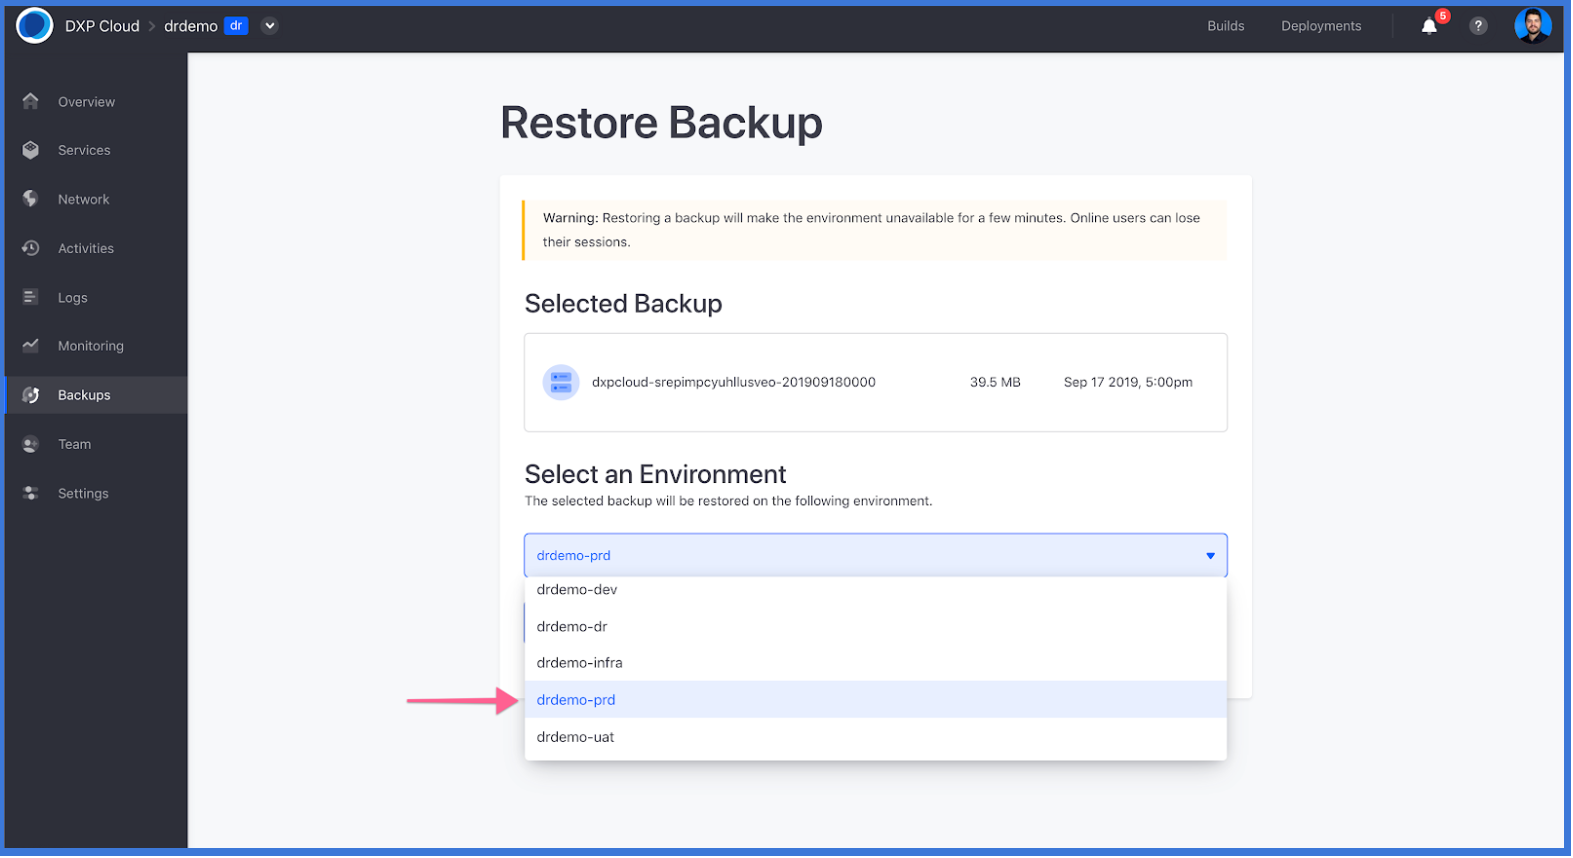 DXP Cloud > drdemo dr
Builds
Deployments
5
?
Overview
Services
Network
Activities
Logs
Monitoring
Backups
Team
Settings
Restore Backup
Warning: Restoring a backup will make the environment unavailable for a few minutes. Online users can lose
their sessions.
Selected Backup
dxpcloud-srepimpcyuhllusveo-201909180000 39.5 MB Sep 17 2019, 5:00pm
Select an Environment
The selected backup will be restored on the following environment.
drdemo-prd
drdemo-dev
drdemo-dr
drdemo-infra
drdemo-prd
drdemo-uat